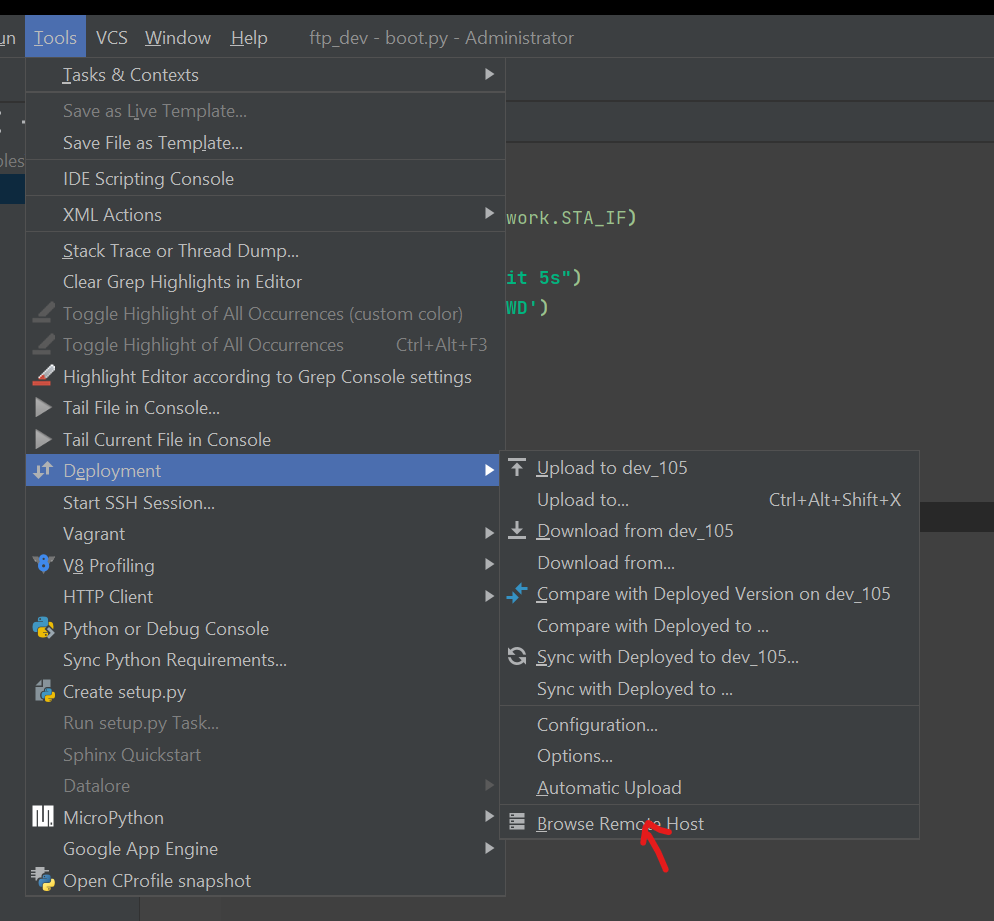 Tools VCS Window Help ftp_dev - boot.py - Administrator
Tasks & Contexts
Save as Live Template...
Save File as Template...
IDE Scripting Console
XML Actions
work.STA_IF)
Stack Trace or Thread Dump...
Clear Grep Highlights in Editor
it 5s")
Toggle Highlight of All Occurrences (custom color)
WD')
Toggle Highlight of All Occurrences Ctrl+Alt+F3
Highlight Editor according to Grep Console settings
Tail File in Console...
Tail Current File in Console
Deployment
Start SSH Session...
Vagrant
V8 Profiling
HTTP Client
Python or Debug Console
Sync Python Requirements...
Create setup.py
Run setup.py Task...
Sphinx Quickstart
Datalore
MicroPython
Google App Engine
Open CProfile snapshot
Upload to dev_105
Upload to... Ctrl+Alt+Shift+X
Download from dev_105
Download from...
Compare with Deployed Version on dev_105
Compare with Deployed to ...
Sync with Deployed to dev_105...
Sync with Deployed to ...
Configuration...
Options...
Automatic Upload
Browse Remote Host